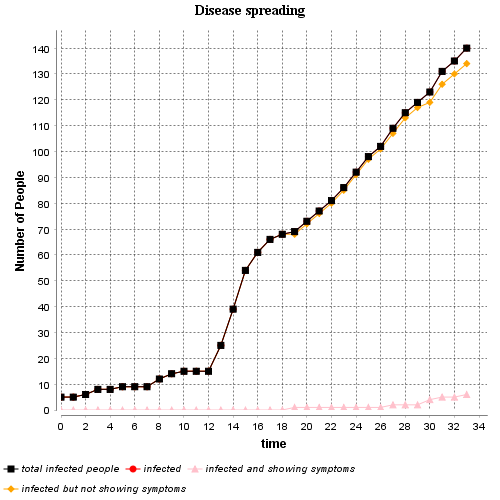 Disease spreading
Number of People
140
130
120
110
100
90
80
70
60
50
40
30
20
10
0
0 2 4 6 8 10 12 14 16 18 20 22 24 26 28 30 32 34
time
total infected people infected infected and showing symptoms
infected but not showing symptoms